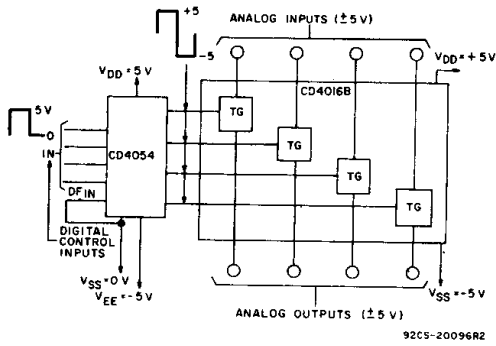 +5
-5
ANALOG INPUTS (±5 V)
VDD = 5 V
VDD = +5 V
CD4016B
5 V
0
IN
CD4054
TG
TG
TG
TG
DF IN
DIGITAL
CONTROL
INPUTS
VSS = 0 V
VEE = -5 V
VSS = -5 V
ANALOG OUTPUTS (±5 V)
92CS-20096R2